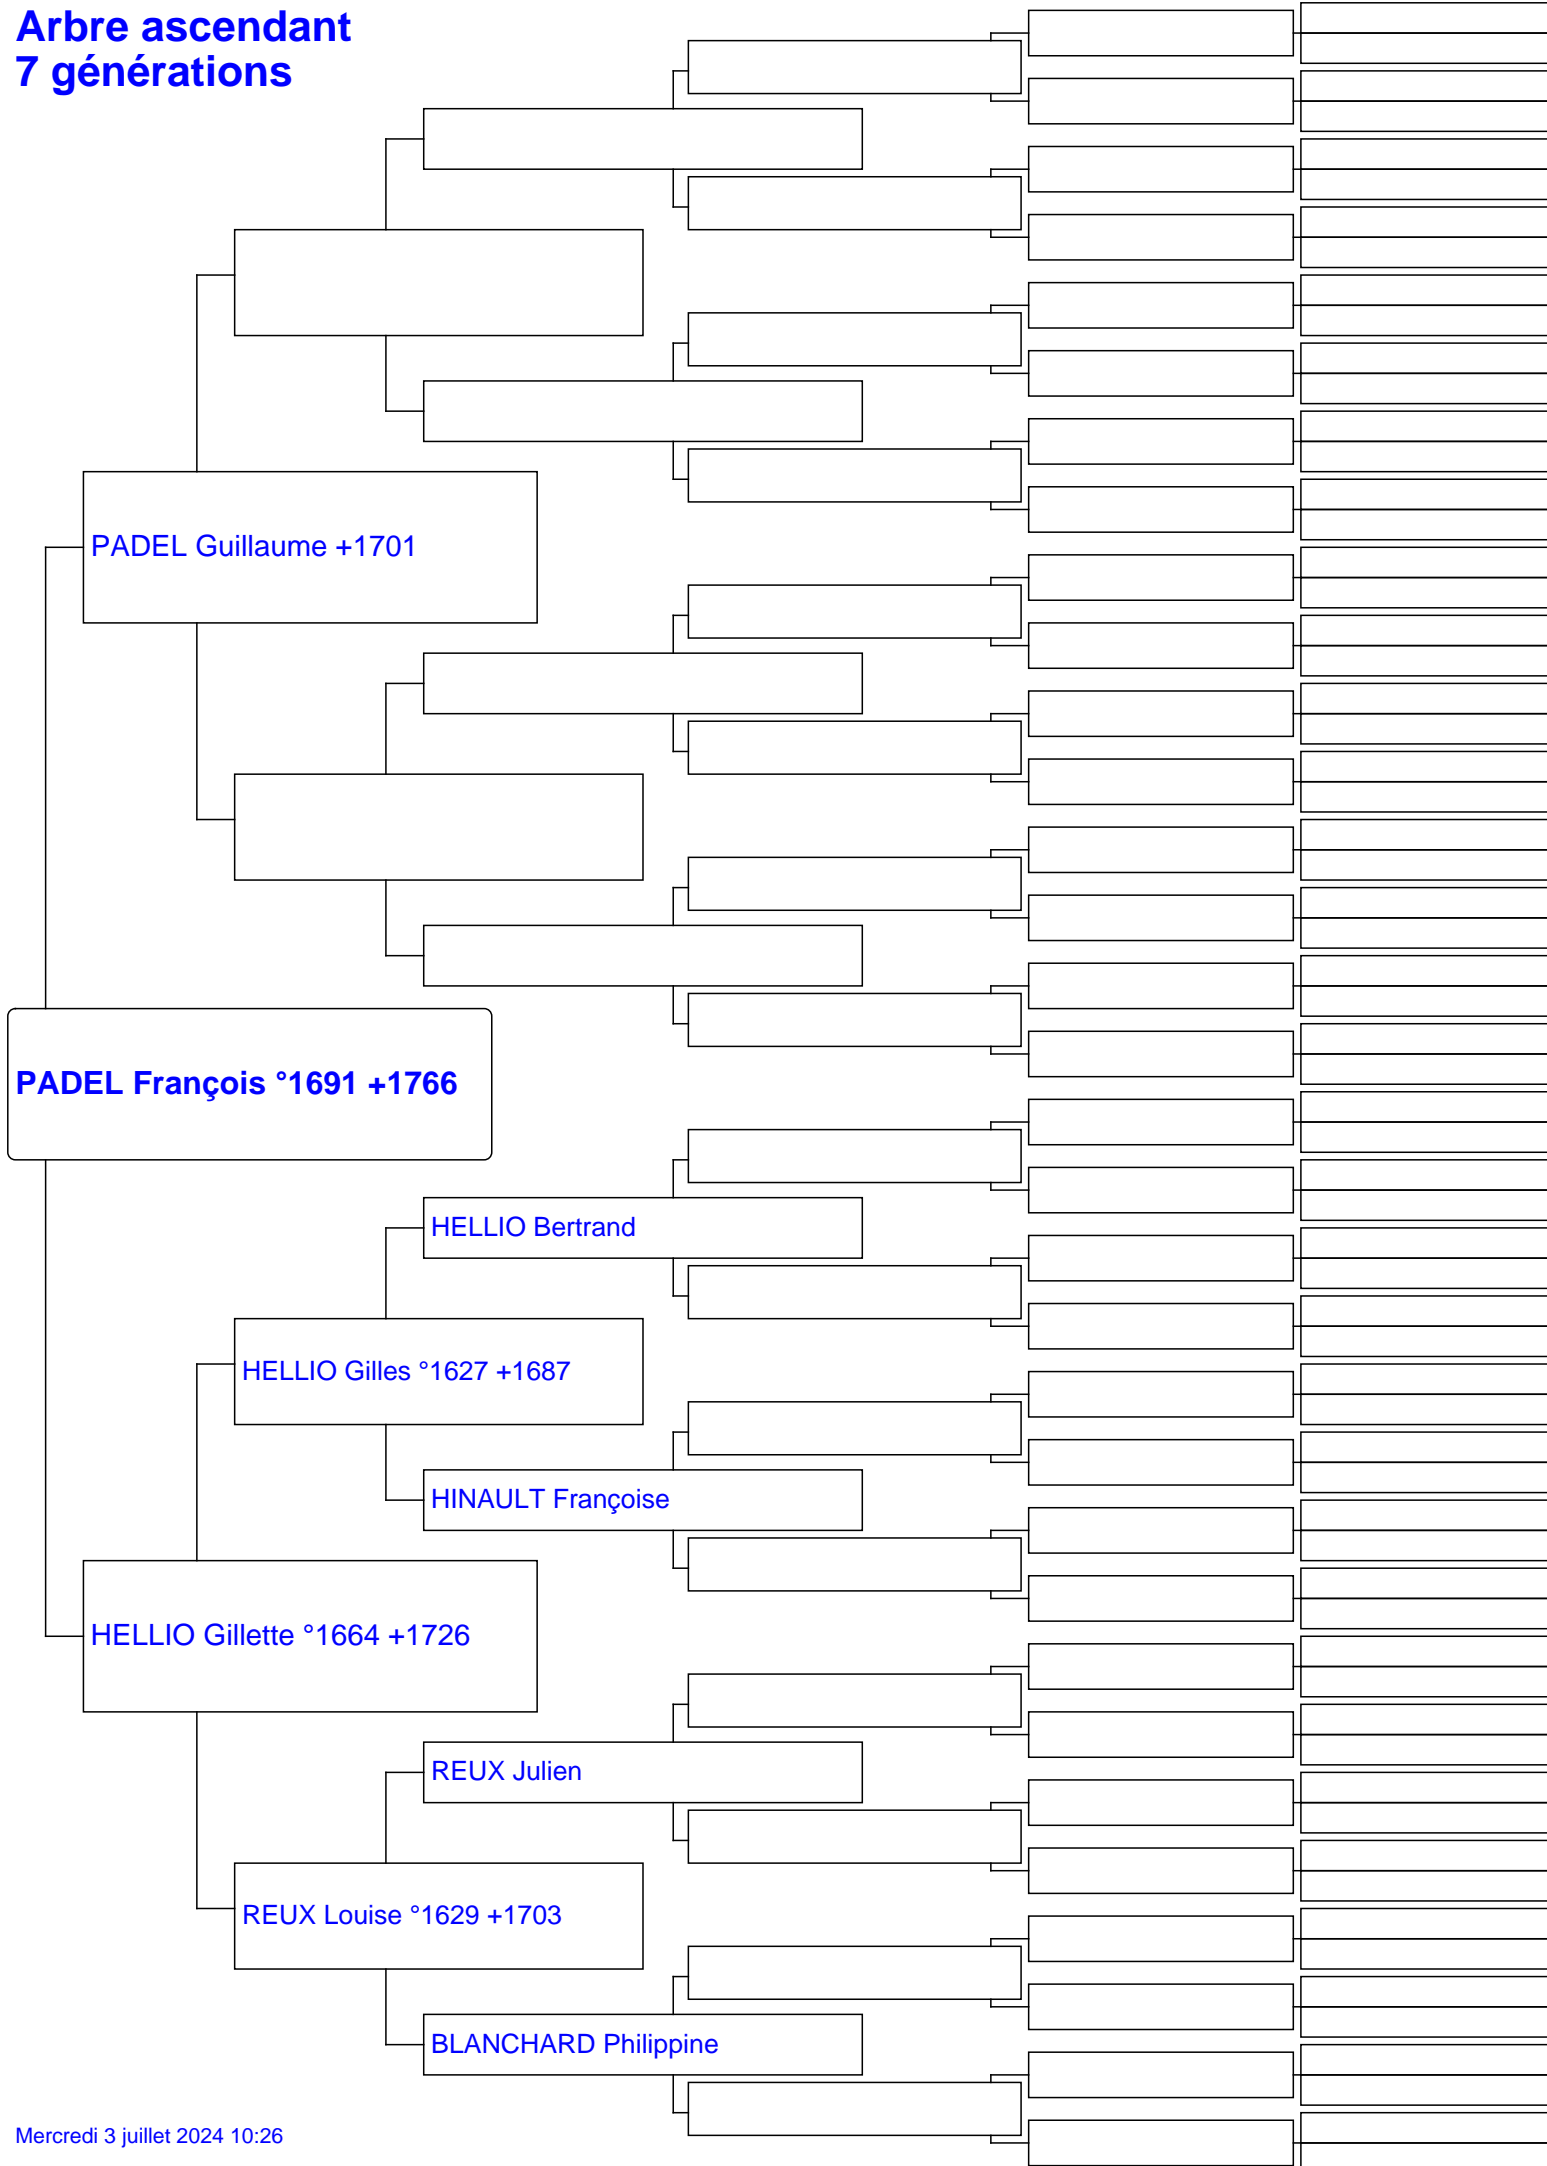 Arbre ascendant
7 générations
PADEL Guillaume +1701
PADEL François °1691 +1766
HELLIO Bertrand
HELLIO Gilles °1627 +1687
HINAULT Françoise
HELLIO Gillette °1664 +1726
REUX Julien
REUX Louise °1629 +1703
BLANCHARD Philippine
Mercredi 3 juillet 2024 10:26